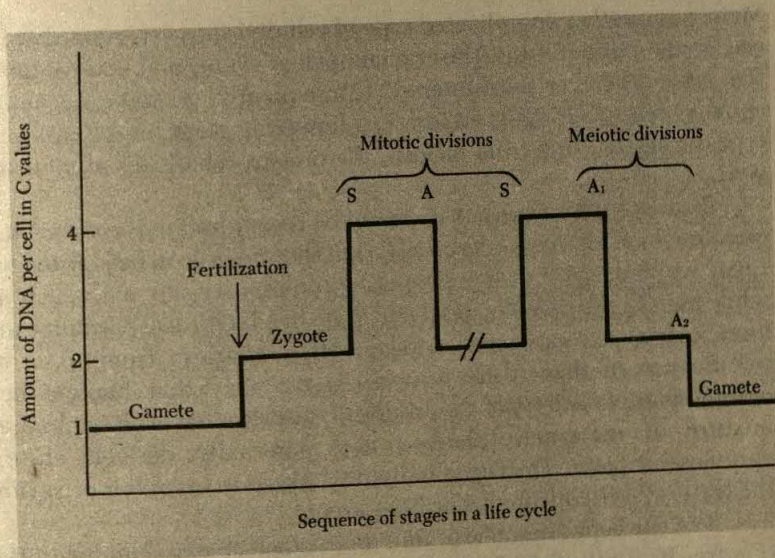 Amount of DNA per cell in C values
Mitotic divisions
Meiotic divisions
S
A
S
A₁
4
Fertilization
Zygote
A₂
2
Gamete
Gamete
1
Sequence of stages in a life cycle